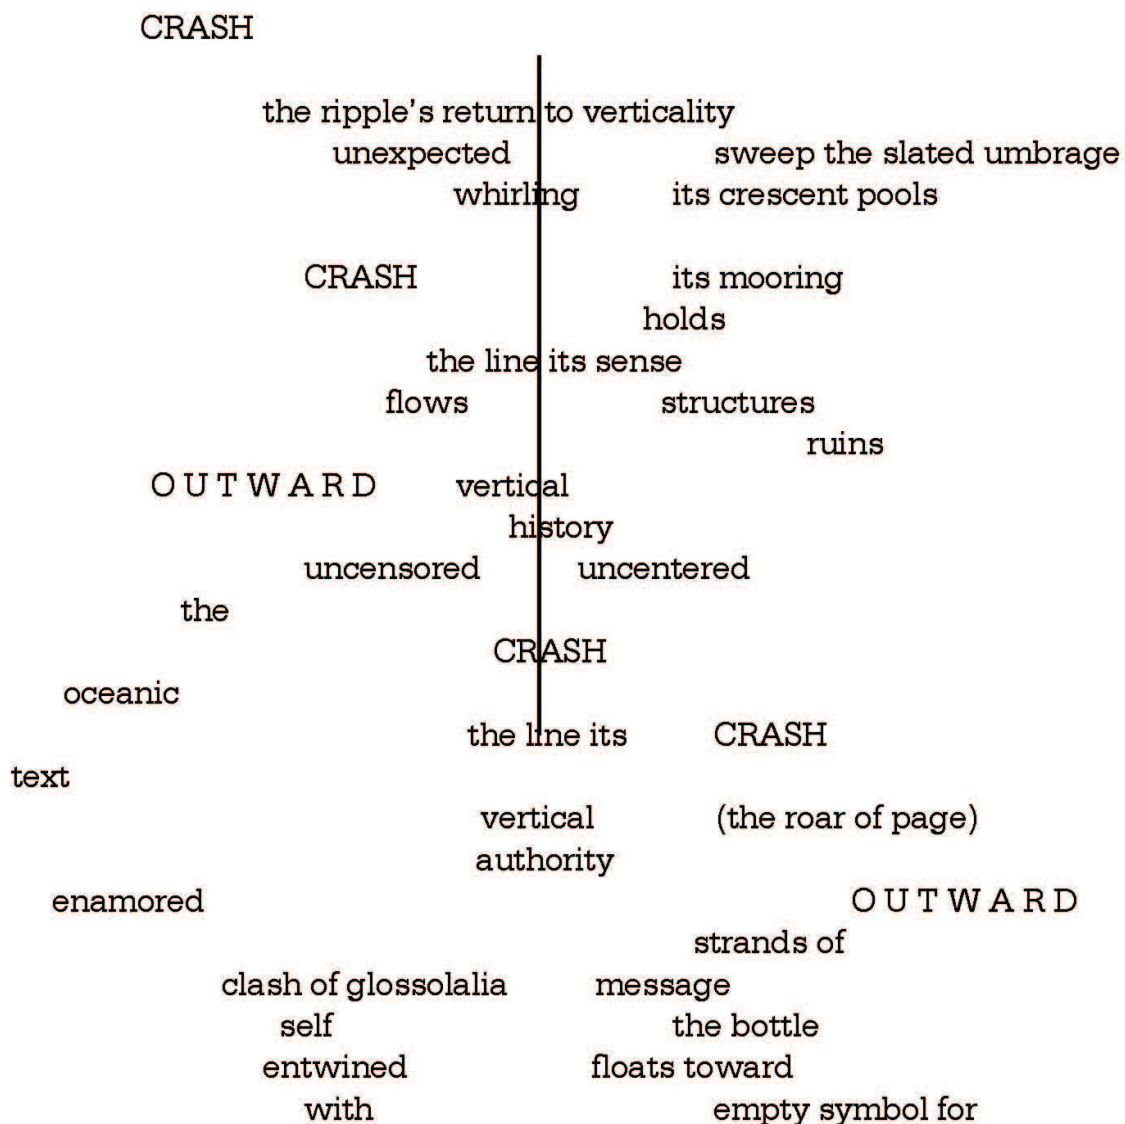 CRASH
the ripple's return to verticality
unexpected sweep the slated umbrage
whirling its crescent pools
CRASH its mooring
holds
the line its sense
flows structures
ruins
O U T W A R D vertical
history
uncensored uncentered
the
CRASH
oceanic
the line its CRASH
text
vertical (the roar of page)
authority
enamored O U T W A R D
strands of
clash of glossolalia message
self the bottle
entwined floats toward
with empty symbol for